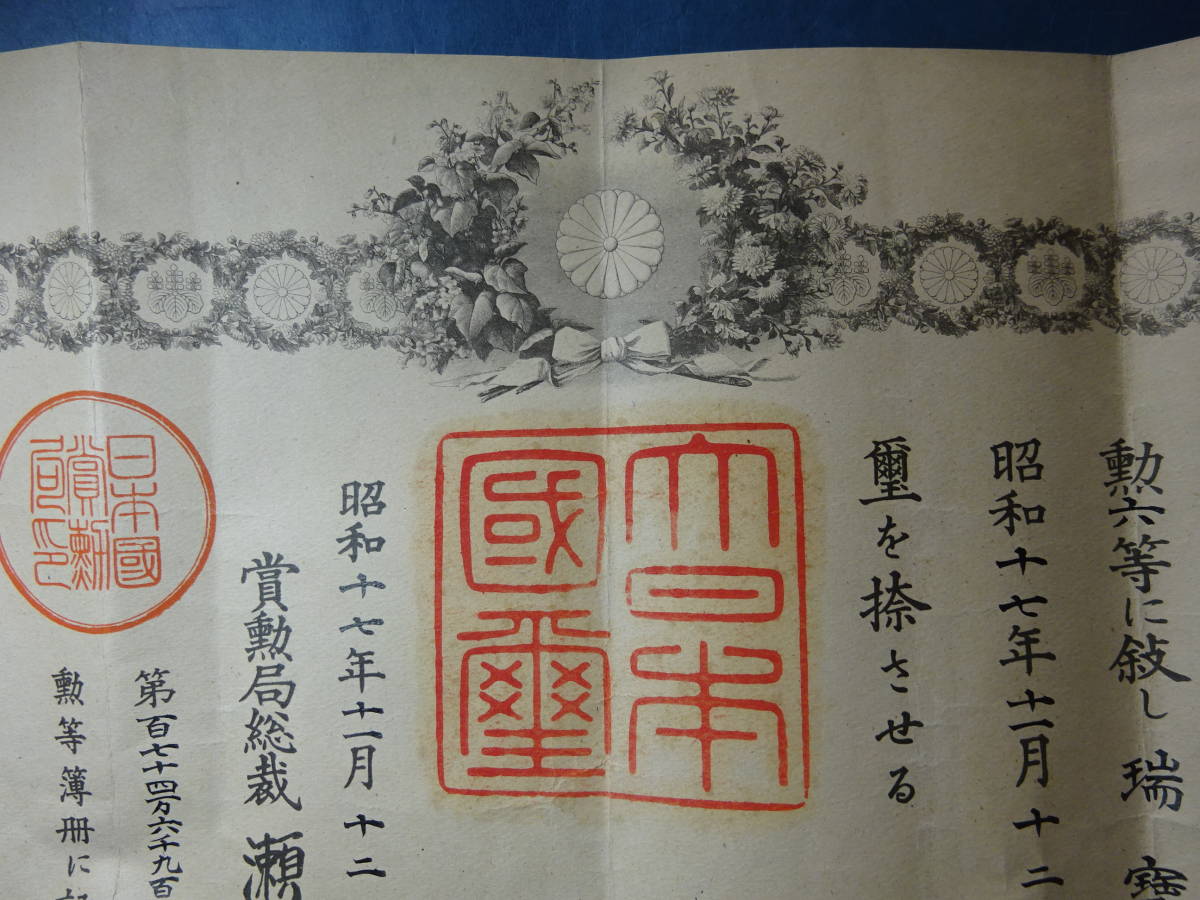 勲六等に敍し瑞寶
昭和十七年十一月十二
璽を捺させる
大日本
國璽
昭和十七年十一月十二
賞勲局総裁瀬
第百七十四万六千九百
勲等簿冊に記
日本國
賞勲
局印